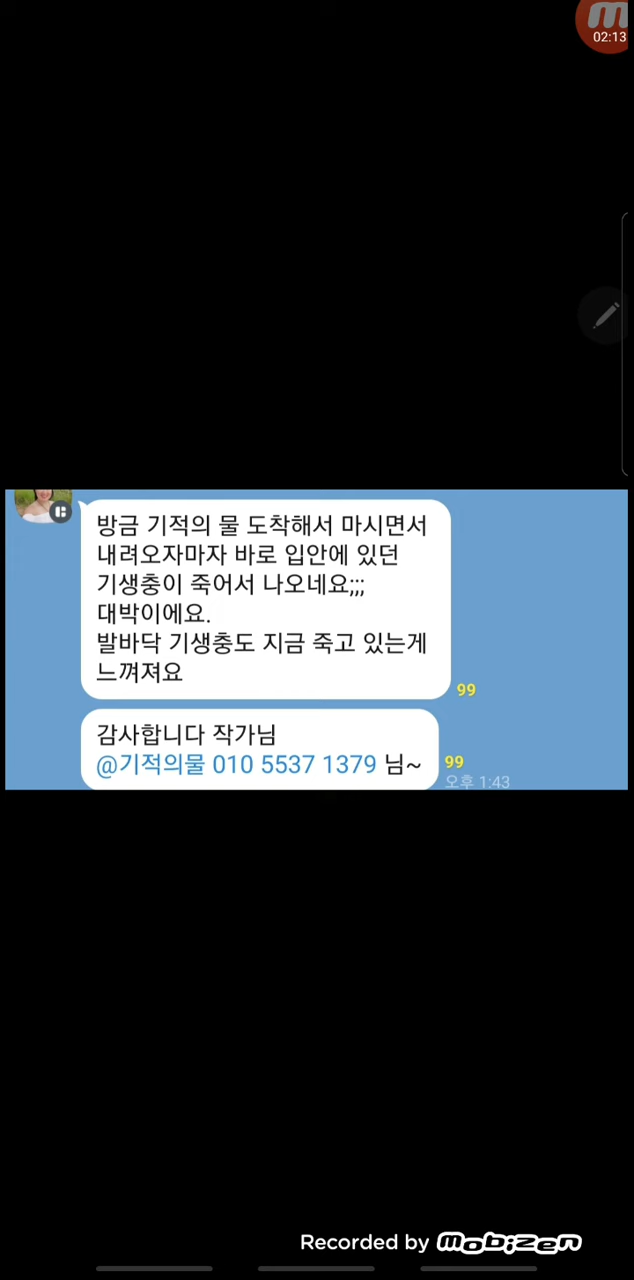 02:13
방금 기적의 물 도착해서 마시면서
내려오자마자 바로 입안에 있던
기생충이 죽어서 나오네요;;;
대박이에요.
발바닥 기생충도 지금 죽고 있는게
느껴져요
99
감사합니다 작가님
@기적의물 010 5537 1379 님~
99
오후 1:43
Recorded by mobizen